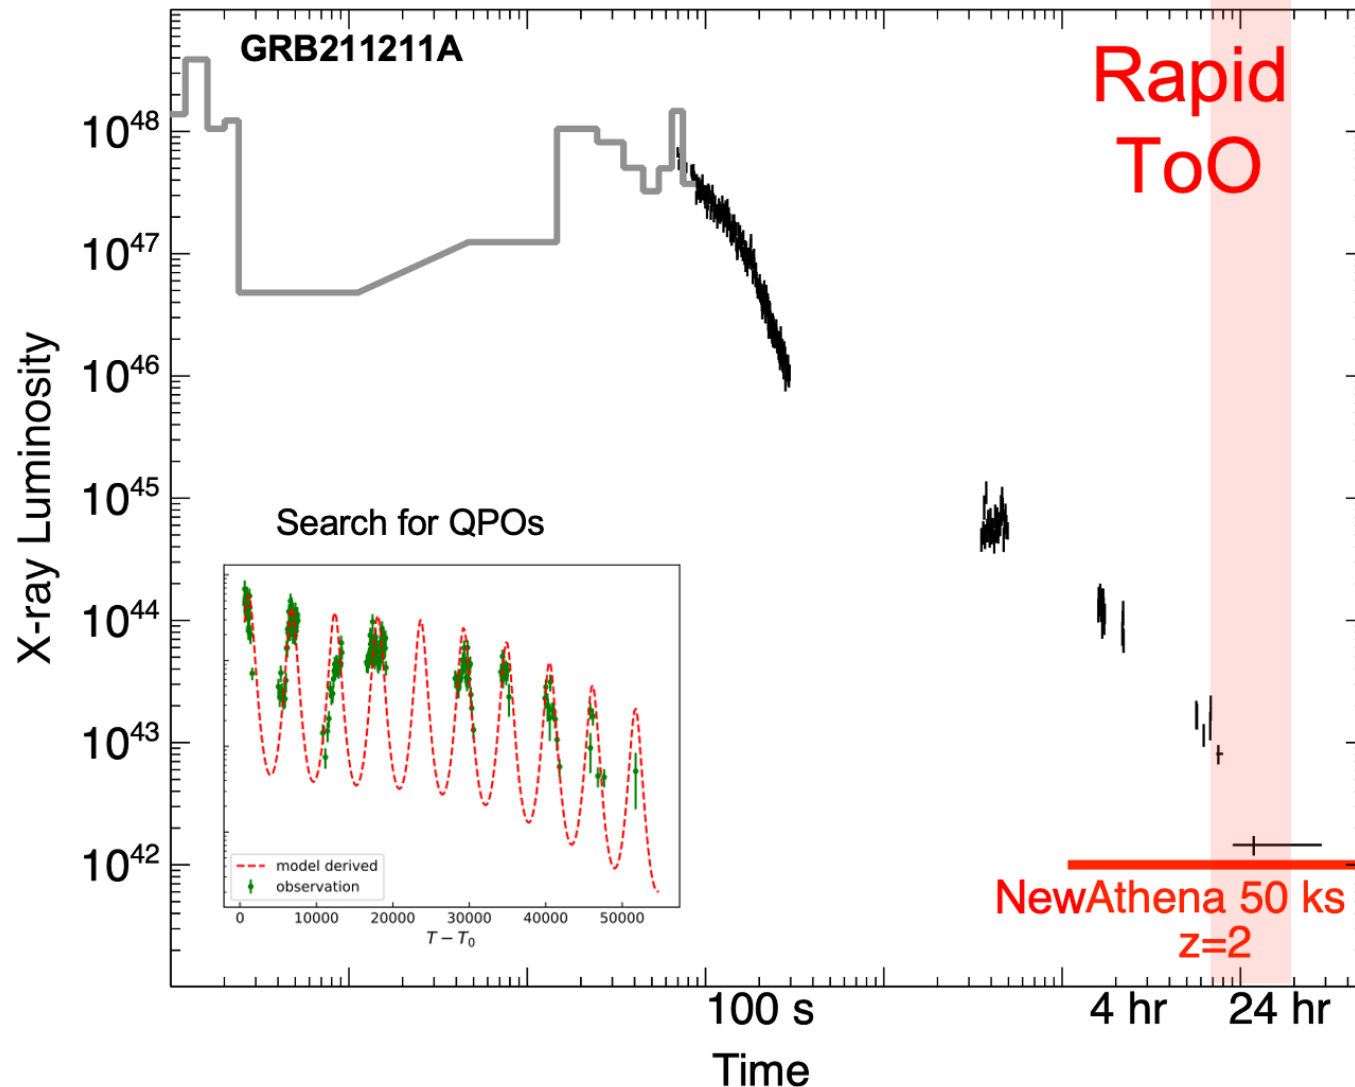 GRB211211A
Rapid
ToO
10^48
10^47
10^46
10^45
10^44
10^43
10^42
X-ray Luminosity
Search for QPOs
model derived
observation
0 10000 20000 30000 40000 50000
T − T₀
NewAthena 50 ks
z=2
100 s 4 hr 24 hr
Time